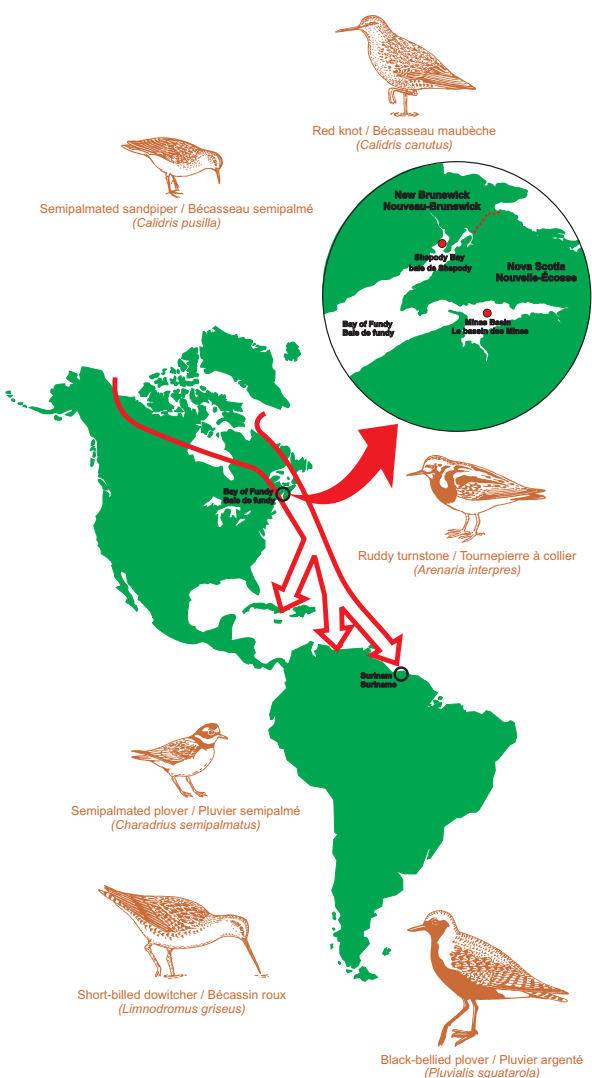 Red knot / Bécasseau maubèche
(Calidris canutus)
Semipalmated sandpiper / Bécasseau semipalmé
(Calidris pusilla)
New Brunswick
Nouveau-Brunswick
Shepody Bay
baie de Shepody
Nova Scotia
Nouvelle-Écosse
Bay of Fundy
Baie de fundy
Minas Basin
Le bassin des Mines
Bay of Fundy
Baie de fundy
Ruddy turnstone / Tournepierre à collier
(Arenaria interpres)
Surinam
Suriname
Semipalmated plover / Pluvier semipalmé
(Charadrius semipalmatus)
Short-billed dowitcher / Bécassin roux
(Limnodromus griseus)
Black-bellied plover / Pluvier argenté
(Pluvialis squatarola)